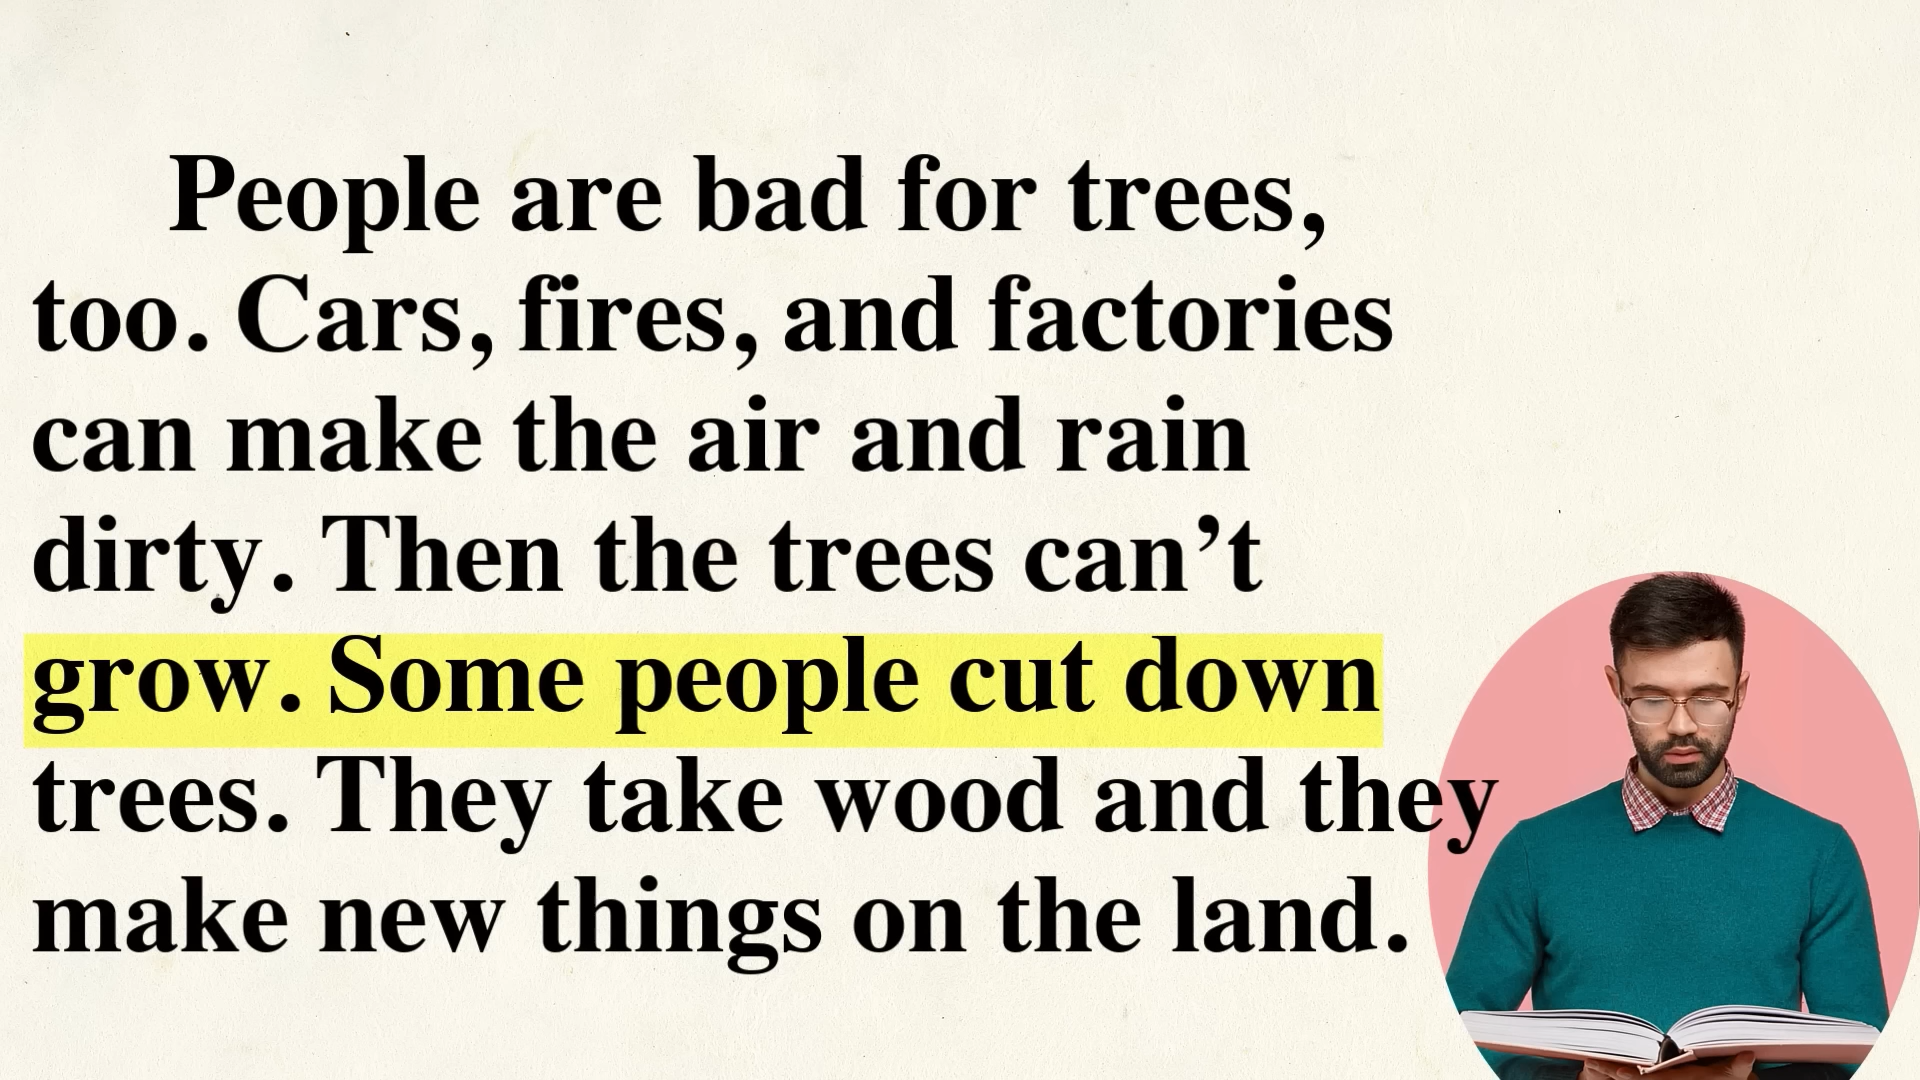 People are bad for trees,
too. Cars, fires, and factories
can make the air and rain
dirty. Then the trees can’t
grow. Some people cut down
trees. They take wood and they
make new things on the land.